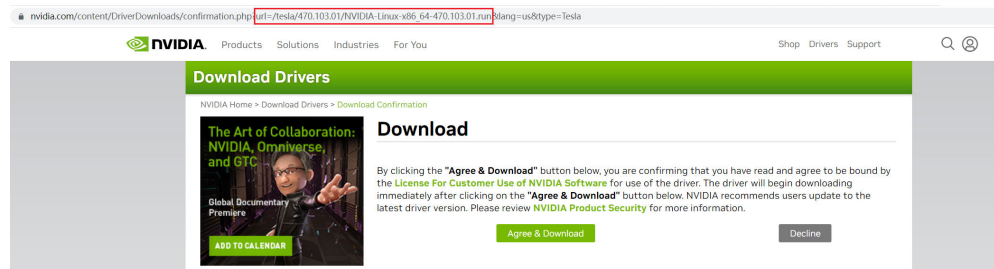 nvidia.com/content/DriverDownloads/confirmation.php?url=/tesla/470.103.01/NVIDIA-Linux-x86_64-470.103.01.run&lang=us&type=Tesla
NVIDIA. Products Solutions Industries For You Shop Drivers Support
Download Drivers
NVIDIA Home > Download Drivers > Download Confirmation
The Art of Collaboration:
NVIDIA, Omniverse,
and GTC
Global Documentary
Premiere
ADD TO CALENDAR
Download
By clicking the "Agree & Download" button below, you are confirming that you have read and agree to be bound by
the License For Customer Use of NVIDIA Software for use of the driver. The driver will begin downloading
immediately after clicking on the "Agree & Download" button below. NVIDIA recommends users update to the
latest driver version. Please review NVIDIA Product Security for more information.
Agree & Download Decline